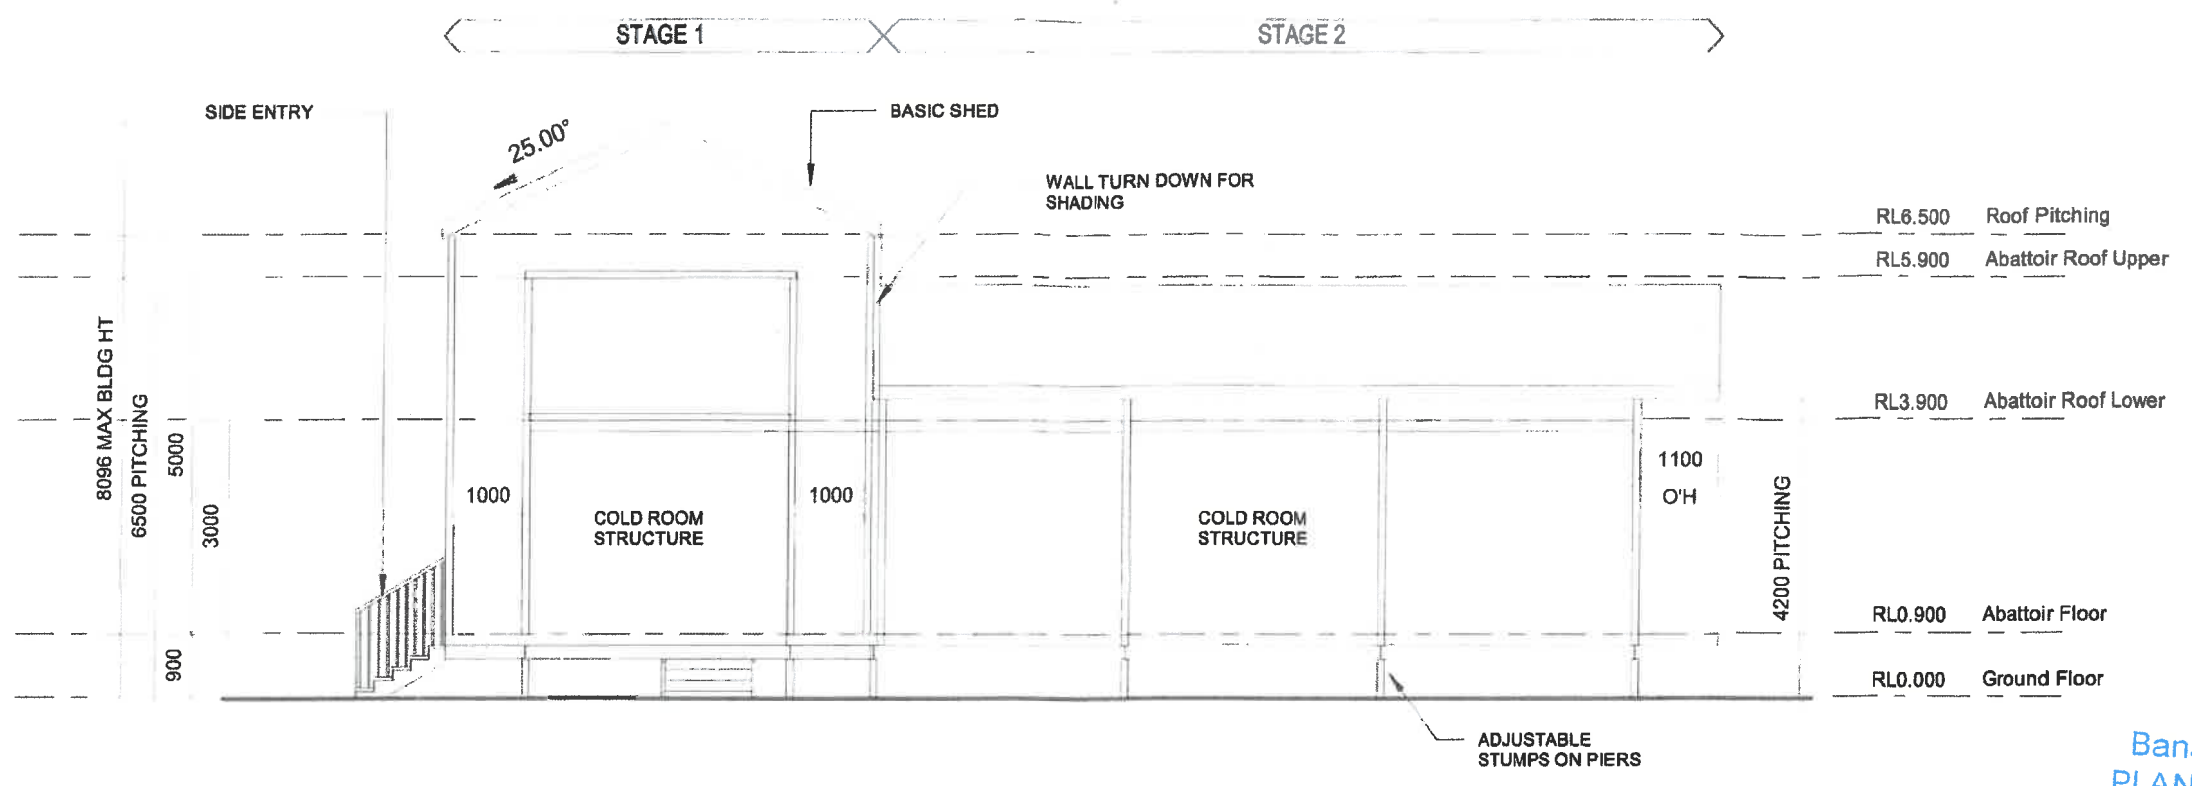 STAGE 1
STAGE 2
SIDE ENTRY
25.00°
BASIC SHED
WALL TURN DOWN FOR
SHADING
RL6.500 Roof Pitching
RL5.900 Abattoir Roof Upper
RL3.900 Abattoir Roof Lower
RL0.900 Abattoir Floor
RL0.000 Ground Floor
8096 MAX BLDG HT
6500 PITCHING
5000
900
3000
1000
COLD ROOM
STRUCTURE
1000
COLD ROOM
STRUCTURE
1100
O'H
4200 PITCHING
ADJUSTABLE
STUMPS ON PIERS